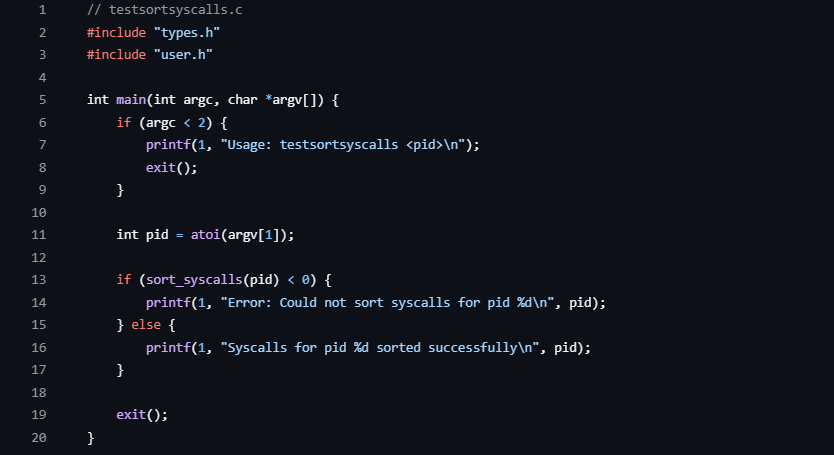 1 // testsortsyscalls.c
2 #include "types.h"
3 #include "user.h"
4
5 int main(int argc, char *argv[]) {
6     if (argc < 2) {
7         printf(1, "Usage: testsortsyscalls <pid>\n");
8         exit();
9     }
10
11     int pid = atoi(argv[1]);
12
13     if (sort_syscalls(pid) < 0) {
14         printf(1, "Error: Could not sort syscalls for pid %d\n", pid);
15     } else {
16         printf(1, "Syscalls for pid %d sorted successfully\n", pid);
17     }
18
19     exit();
20 }